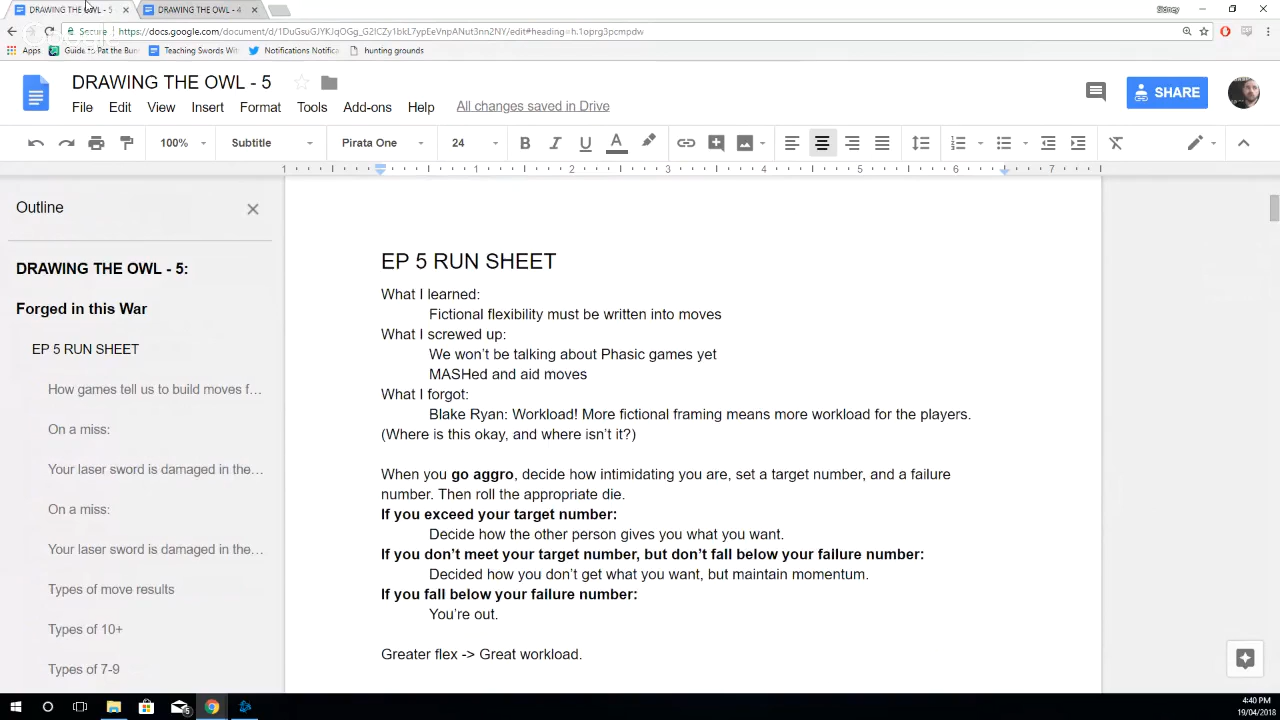 DRAWING THE OWL - 5
DRAWING THE OWL - 4
Sidney
Secure
https://docs.google.com/document/d/1DuGsuGJYKJqOGg_G2ICZy1bkL7ypEeVnpANut3nn2NY/edit#heading=h.1oprg3pcmpdw
Apps
Guide to Pat the Bun
Teaching Swords Wit
Notifications Notifica
hunting grounds
DRAWING THE OWL - 5
File Edit View Insert Format Tools Add-ons Help
All changes saved in Drive
SHARE
100%
Subtitle
Pirata One
24
B I U A
1 1 2 3 4 5 6 7
Outline
DRAWING THE OWL - 5:
Forged in this War
EP 5 RUN SHEET
How games tell us to build moves f...
On a miss:
Your laser sword is damaged in the...
On a miss:
Your laser sword is damaged in the...
Types of move results
Types of 10+
Types of 7-9
EP 5 RUN SHEET
What I learned:
Fictional flexibility must be written into moves
What I screwed up:
We won't be talking about Phasic games yet
MASHed and aid moves
What I forgot:
Blake Ryan: Workload! More fictional framing means more workload for the players.
(Where is this okay, and where isn't it?)
When you go aggro, decide how intimidating you are, set a target number, and a failure
number. Then roll the appropriate die.
If you exceed your target number:
Decide how the other person gives you what you want.
If you don't meet your target number, but don't fall below your failure number:
Decided how you don't get what you want, but maintain momentum.
If you fall below your failure number:
You're out.
Greater flex -> Great workload.
5
4:40 PM
19/04/2018